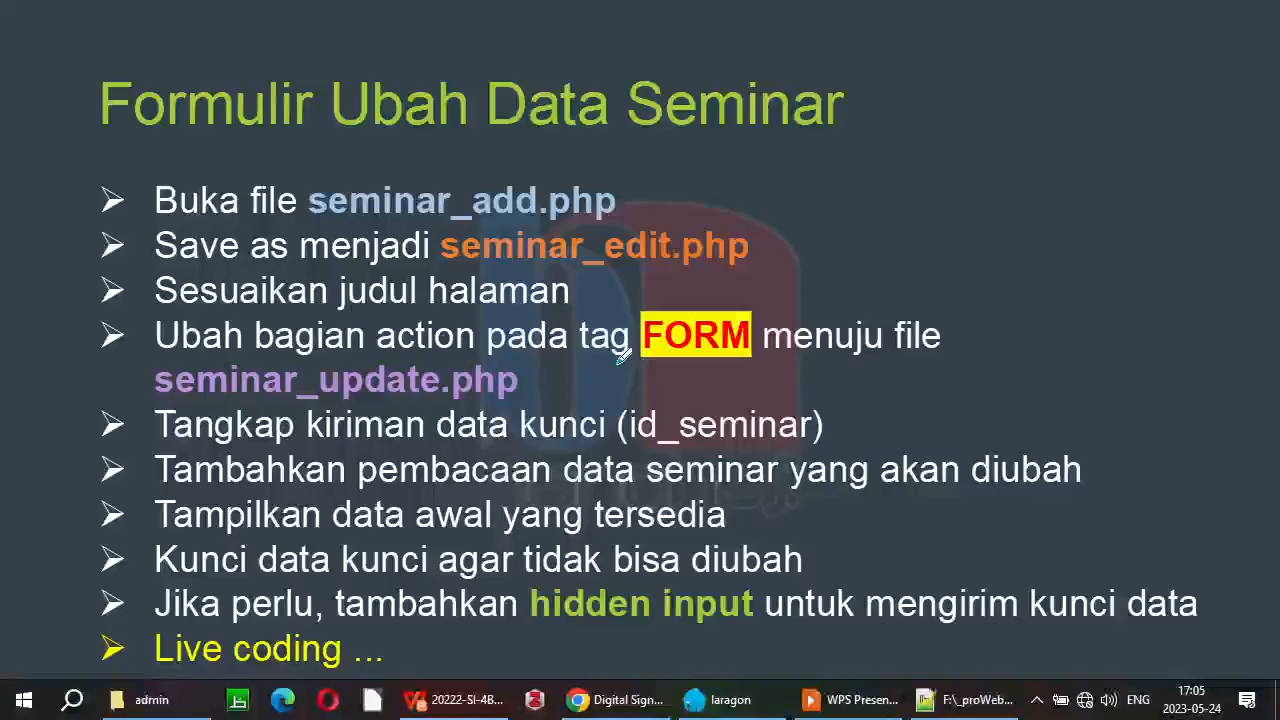 Formulir Ubah Data Seminar
Buka file seminar_add.php
Save as menjadi seminar_edit.php
Sesuaikan judul halaman
Ubah bagian action pada tag FORM menuju file
seminar_update.php
Tangkap kiriman data kunci (id_seminar)
Tambahkan pembacaan data seminar yang akan diubah
Tampilkan data awal yang tersedia
Kunci data kunci agar tidak bisa diubah
Jika perlu, tambahkan hidden input untuk mengirim kunci data
Live coding ...
admin
20222-SI-4B...
Digital Sign...
laragon
WPS Presen...
F:\_proWeb...
ENG
17:05
2023-05-24